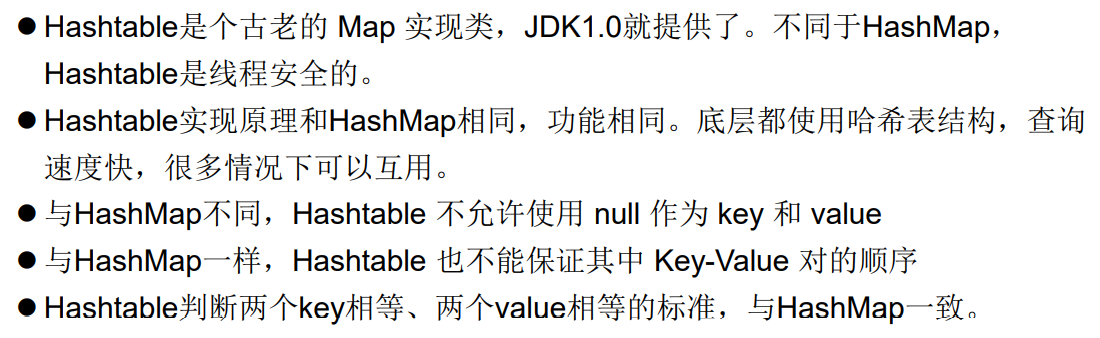 ●Hashtable是个古老的 Map 实现类，JDK1.0就提供了。不同于HashMap，
Hashtable是线程安全的。
●Hashtable实现原理和HashMap相同，功能相同。底层都使用哈希表结构，查询
速度快，很多情况下可以互用。
●与HashMap不同，Hashtable 不允许使用 null 作为 key 和 value
●与HashMap一样，Hashtable 也不能保证其中 Key-Value 对的顺序
●Hashtable判断两个key相等、两个value相等的标准，与HashMap一致。